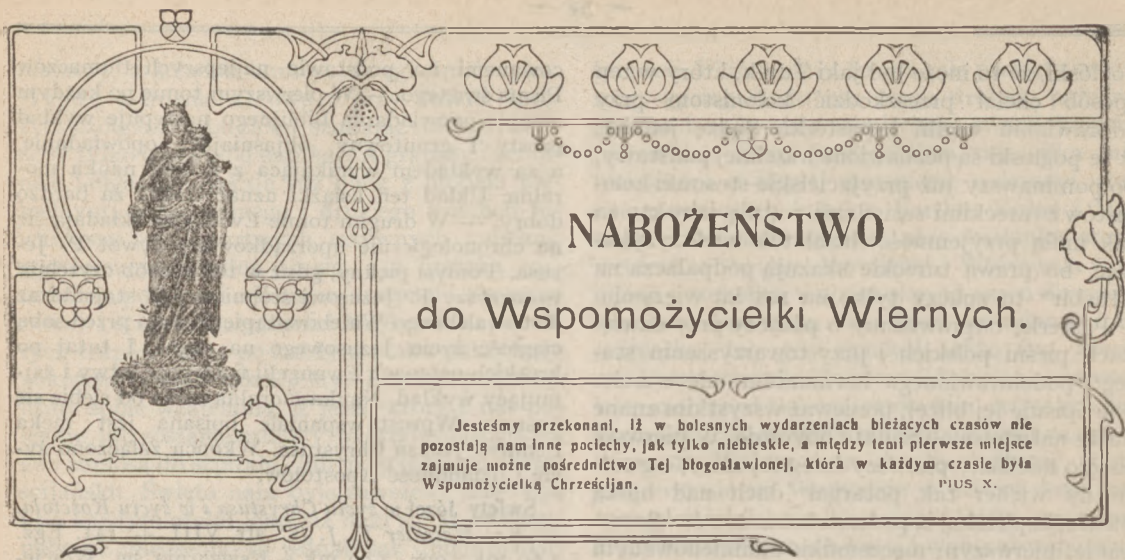 NABOŻEŃSTWO
do Wspomożycielki Wiernych.
Jesteśmy przekonani, iż w bolesnych wydarzeniach bieżących czasów nie
pozostają nam inne pociechy, jak tylko niebieskie, a między temi pierwsze miejsce
zajmuje możne pośrednictwo Tej błogosławionej, która w każdym czasie była
Wspomożycielką Chrześcijan. PIUS X.